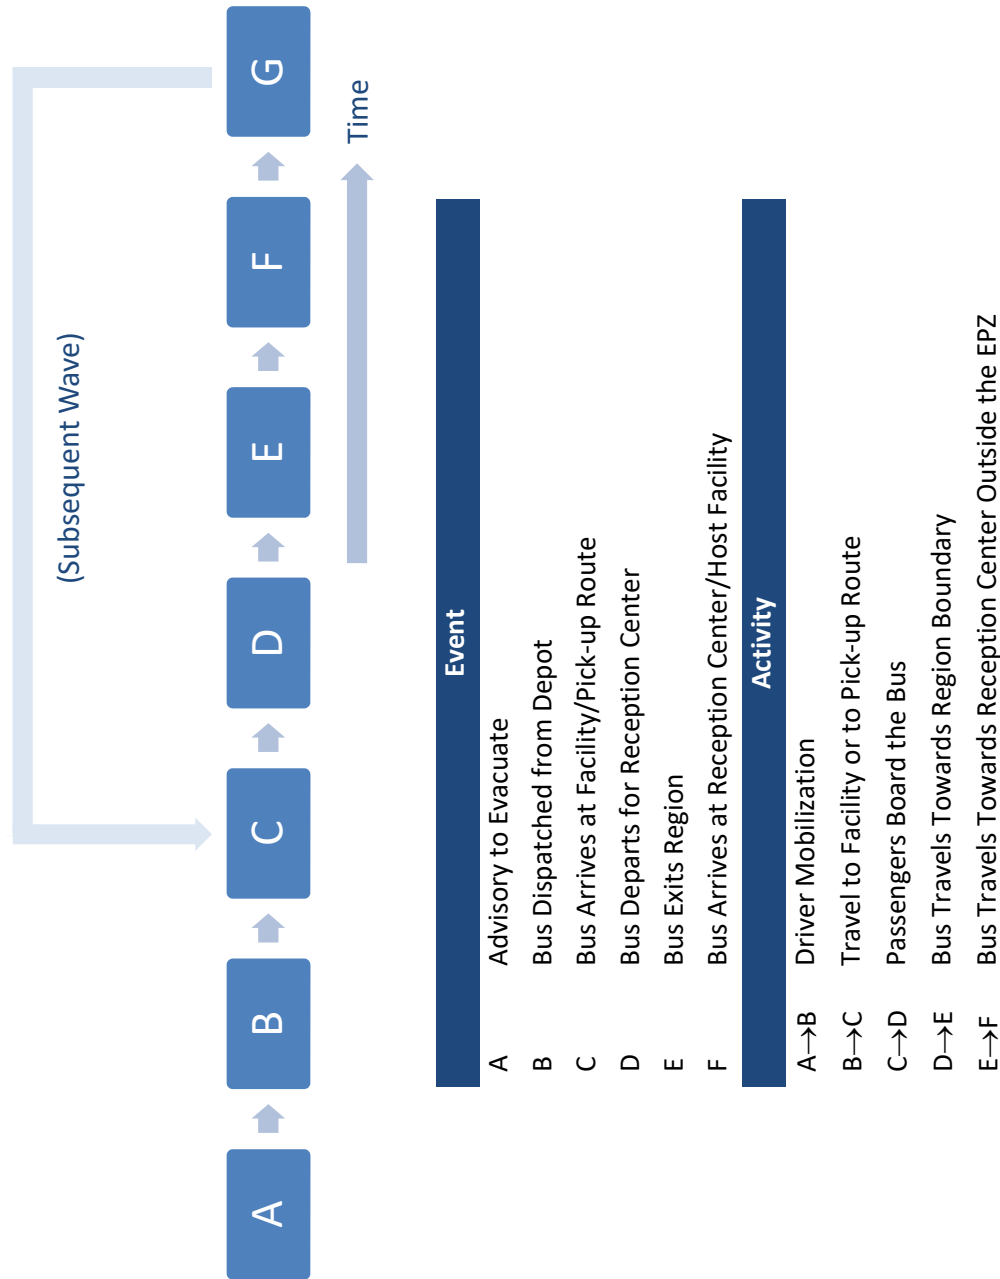 (Subsequent Wave)
A B C D E F G
Time
Event
A Advisory to Evacuate
B Bus Dispatched from Depot
C Bus Arrives at Facility/Pick-up Route
D Bus Departs for Reception Center
E Bus Exits Region
F Bus Arrives at Reception Center/Host Facility
Activity
A→B Driver Mobilization
B→C Travel to Facility or to Pick-up Route
C→D Passengers Board the Bus
D→E Bus Travels Towards Region Boundary
E→F Bus Travels Towards Reception Center Outside the EPZ